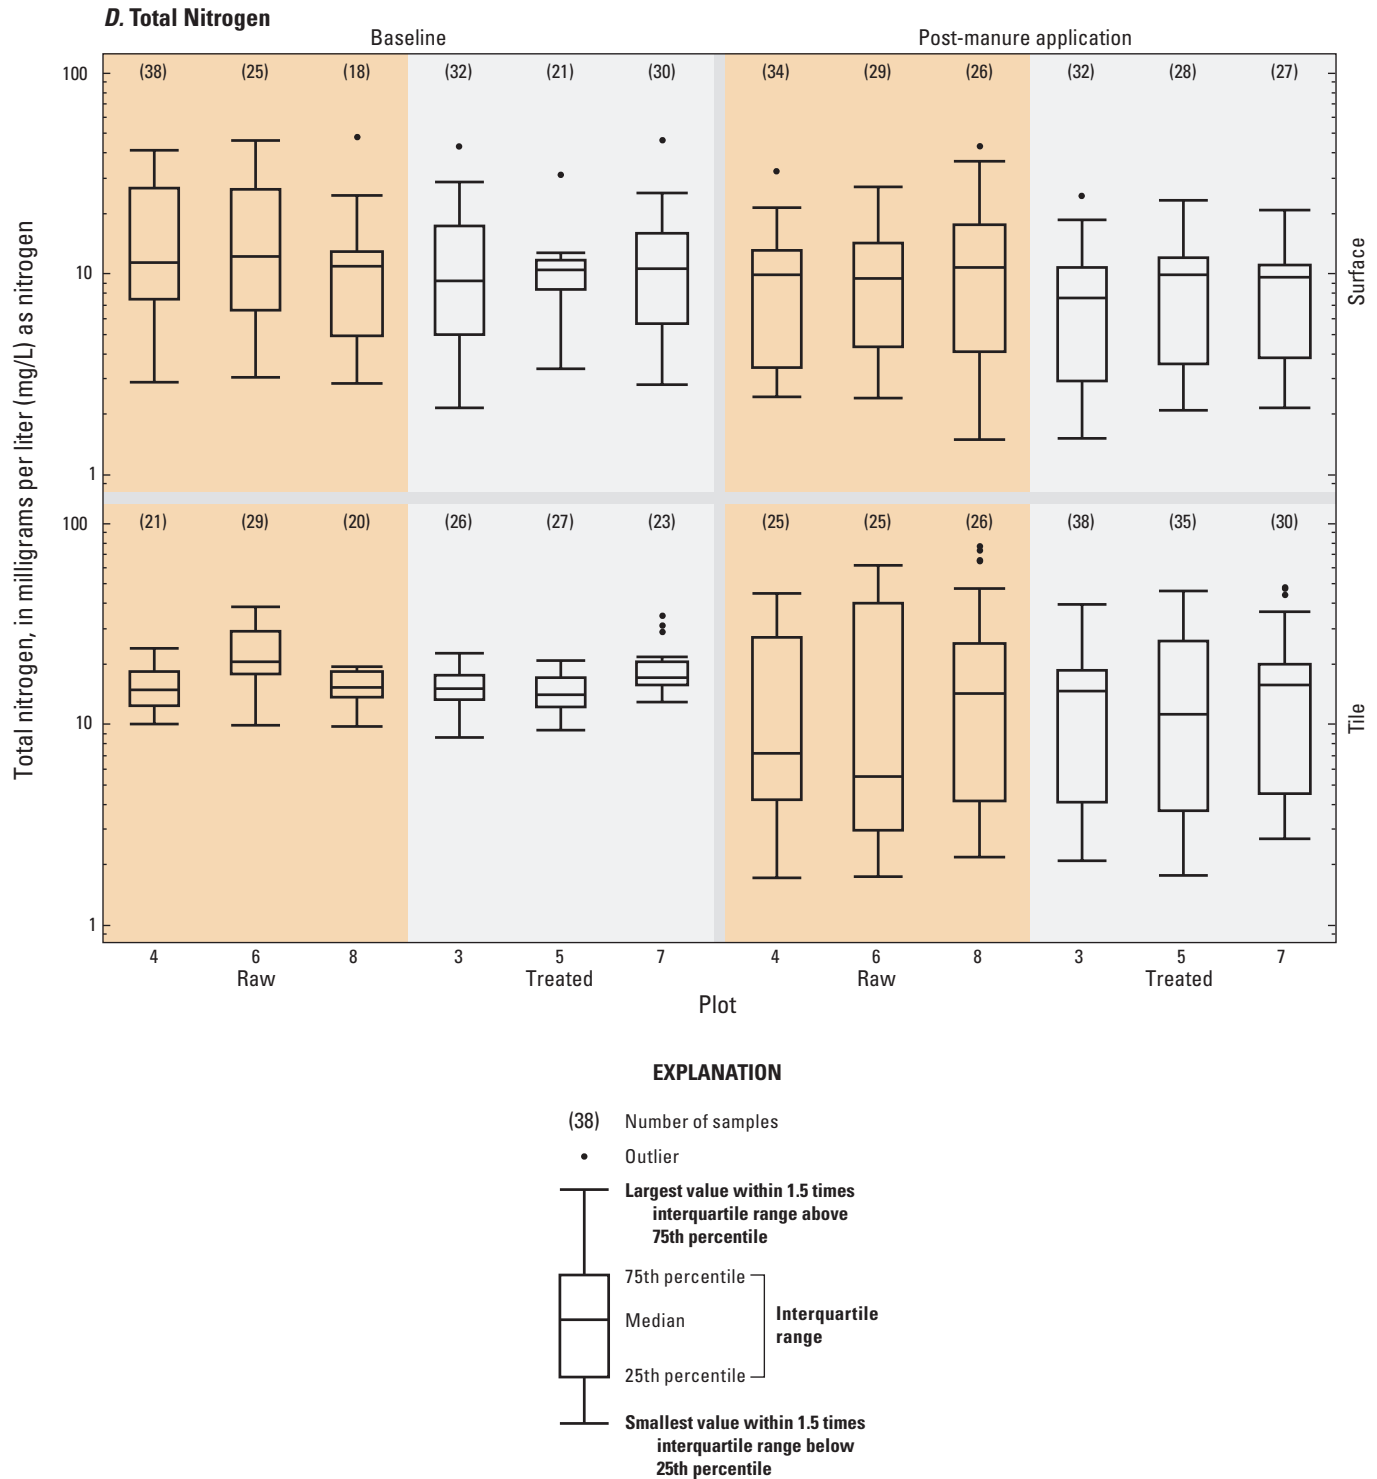 D. Total Nitrogen
Baseline
Post-manure application
100
(38)
(25)
(18)
(32)
(21)
(30)
(34)
(29)
(26)
(32)
(28)
(27)
10
1
Surface
100
(21)
(29)
(20)
(26)
(27)
(23)
(25)
(25)
(26)
(38)
(35)
(30)
10
1
Tile
Total nitrogen, in milligrams per liter (mg/L) as nitrogen
4
6
8
3
5
7
4
6
8
3
5
7
Raw
Treated
Raw
Treated
Plot
EXPLANATION
(38) Number of samples
Outlier
Largest value within 1.5 times
interquartile range above
75th percentile
75th percentile
Median
Interquartile
range
25th percentile
Smallest value within 1.5 times
interquartile range below
25th percentile